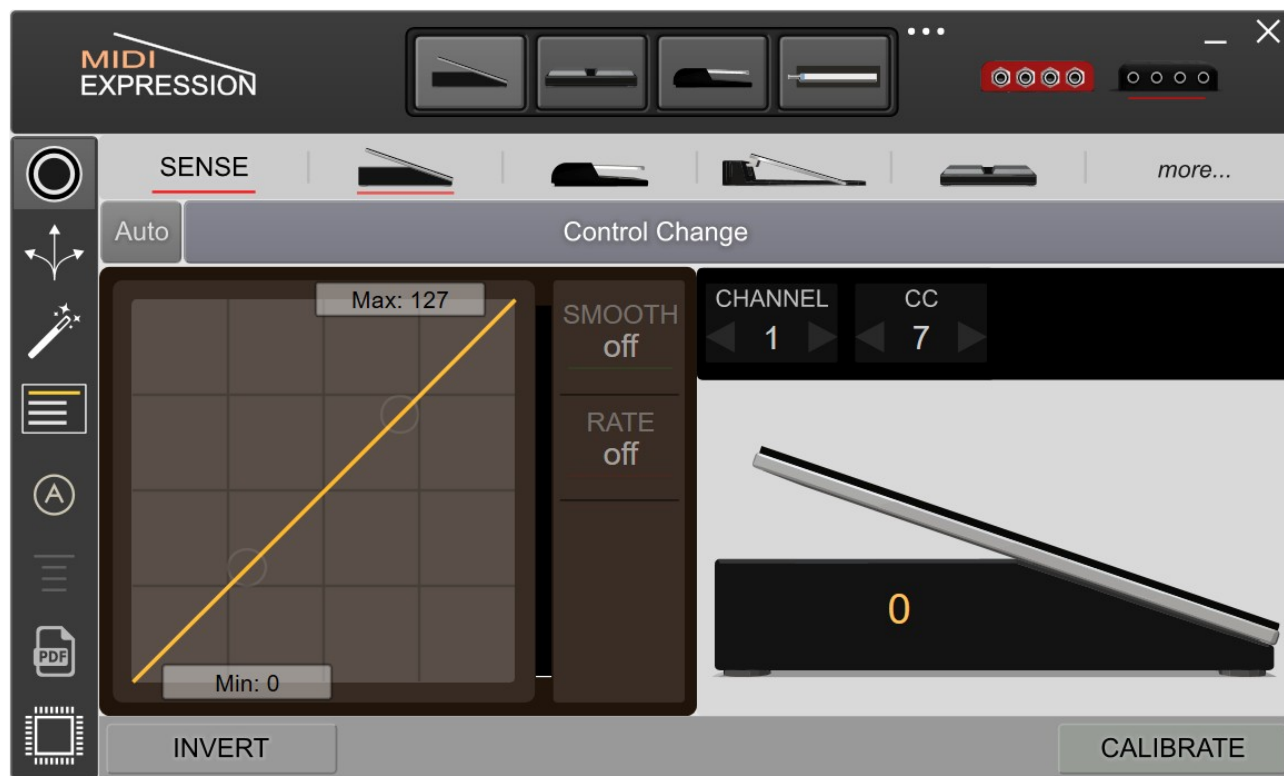 MIDI
EXPRESSION
SENSE
more...
Auto
Control Change
Max: 127
SMOOTH
off
RATE
off
Min: 0
CHANNEL
1
CC
7
A
PDF
0
INVERT
CALIBRATE